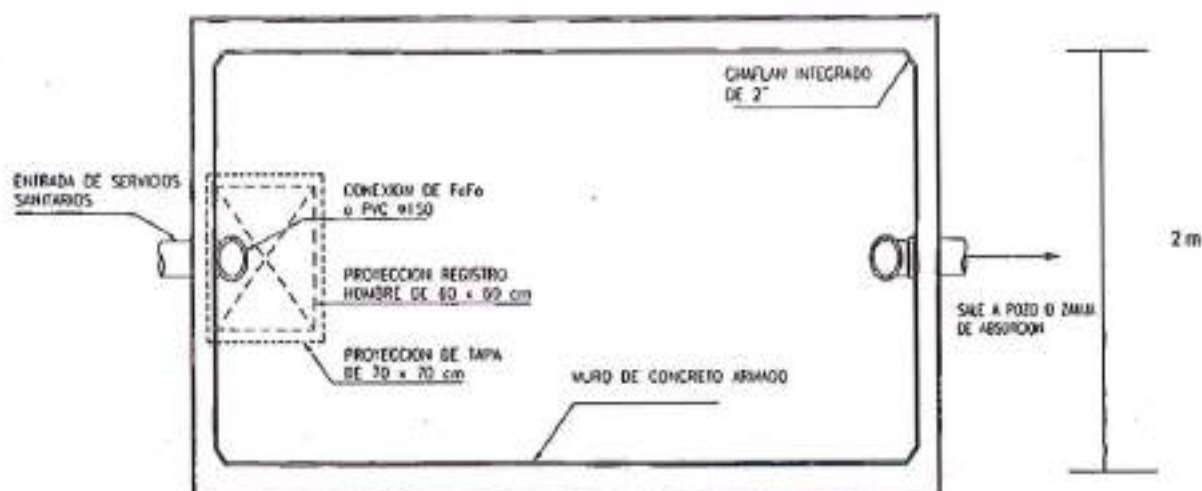 CHAFLAN INTEGRADO
DE 2"
ENTRADA DE SERVICIOS
SANITARIOS
CONEXION DE FoFo
o PVC Φ150
2 m
PROYECCION REGISTRO
HOMBRE DE 60 x 60 cm
SALE A POZO O ZANJA
DE ABSORCION
PROYECCION DE TAPA
DE 70 x 70 cm
MURO DE CONCRETO ARMADO